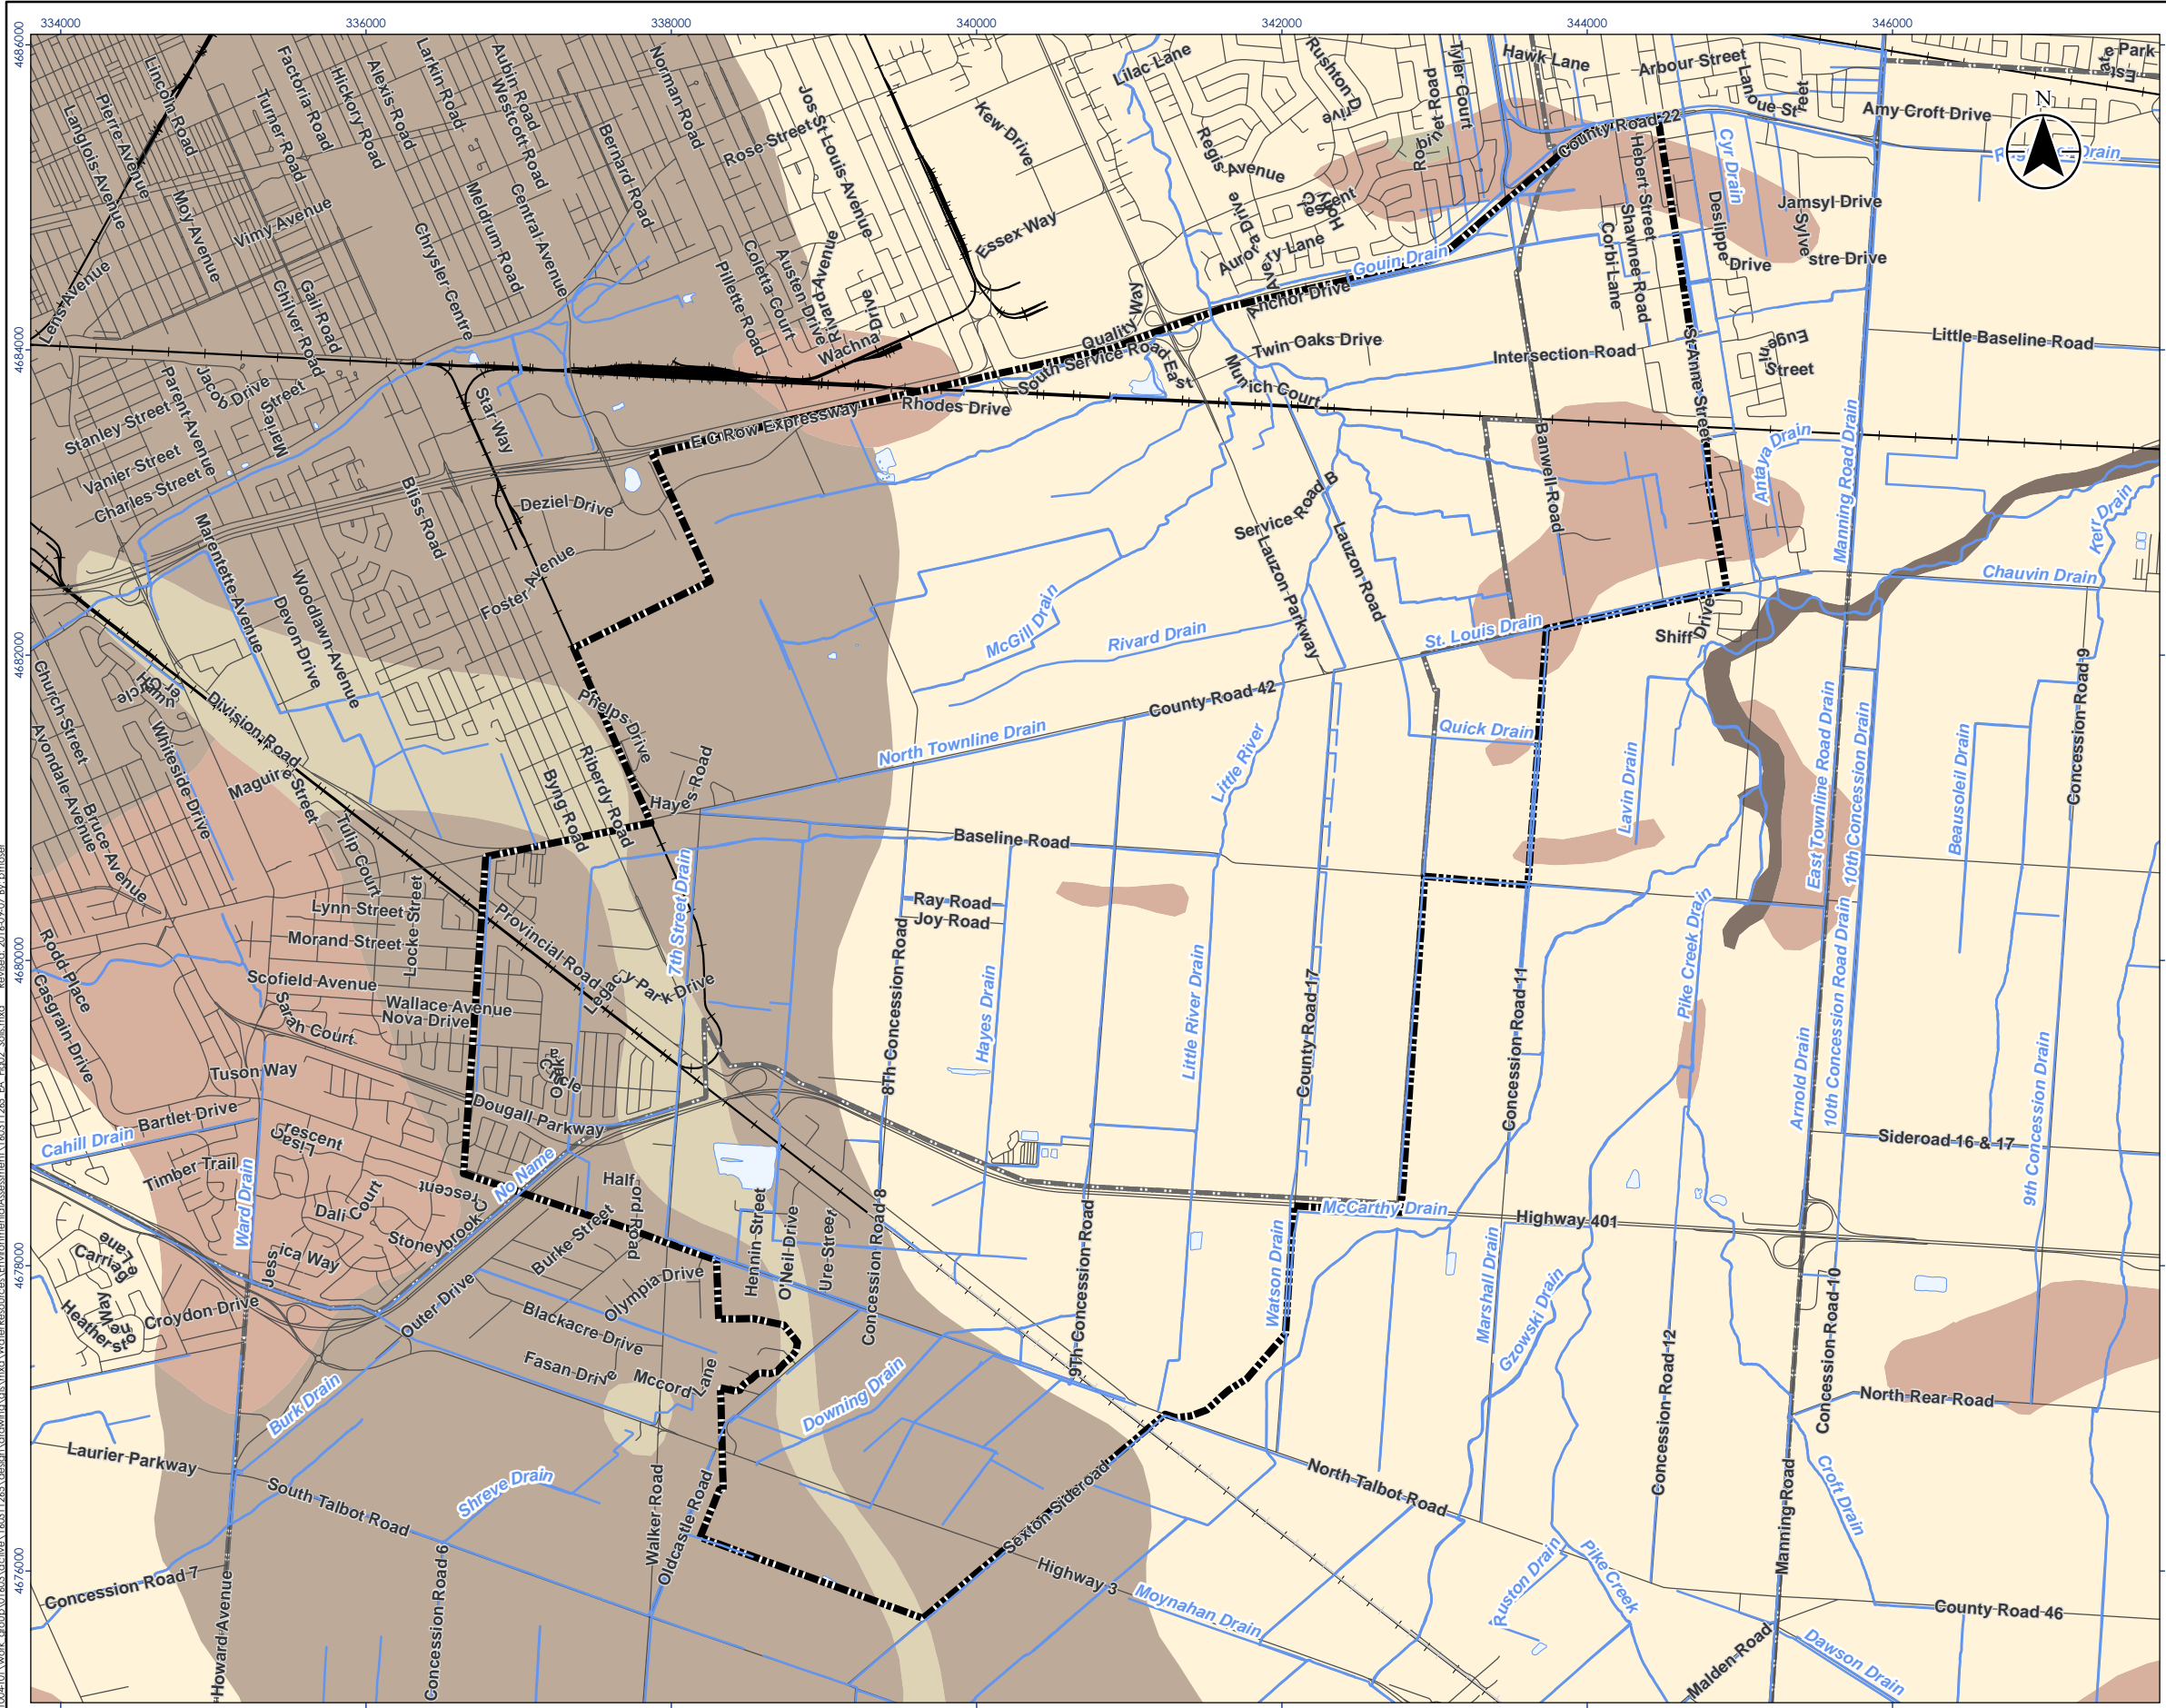 334000
336000
338000
340000
342000
344000
346000
4686000
4684000
4682000
4680000
4678000
4676000
N
Lincoln Road
Pierre Avenue
Langlois Avenue
Factoria Road
Turner Road
Hickory Road
Alexis Road
Larkin Road
Aubin Road
Westcott Road
Norman Road
Bernard Road
Rose Street
Jos St Louis Avenue
Kew Drive
Lilac Lane
Rushton Drive
Tyler Court
Hawk Lane
Arbour Street
Lanoue Street
Amy Croft Drive
Regis Avenue
County Road 22
Cyr Drain
Moy Avenue
Vimy Avenue
Meldrum Road
Central Avenue
Chrysler Centre
Essex Way
Aurora Drive
Hebert Street
Shawnee Road
Corbi Lane
Deslippe Drive
Jamsyl Drive
Sylvestre Drive
Gouin Drain
Anchor Drive
Lens Avenue
Gail Road
Chilver Road
Pillette Road
Coletta Court
Austen Drive
Rivard Avenue
Wachna Drive
Quality Way
South Service Road East
Twin Oaks Drive
Intersection Road
Little Baseline Road
Eugenie Street
Munich Court
St Anne Street
Jacob Drive
Parent Avenue
Stanley Street
Vanier Street
Charles Street
Star Way
Bliss Road
Deziel Drive
E C Row Expressway
Rhodes Drive
Banwell Road
Antaya Drain
Manning Road Drain
Kerr Drain
Chauvin Drain
Service Road B
Lauzon Road
Lauzon Parkway
Foster Avenue
Marentette Avenue
Woodlawn Avenue
Devon Drive
McGill Drain
Rivard Drain
St. Louis Drain
Shiff Drive
Church Street
Avondale Avenue
Division Road
Phelps Drive
County Road 42
North Townline Drain
Quick Drain
Little River
Lavin Drain
East Townline Road Drain
10th Concession Drain
Beausoleil Drain
Concession Road 9
Whiteside Drive
Maguire Street
Byng Road
Riberdy Road
Hayes Road
Bruce Avenue
Tulip Court
Baseline Road
7th Street Drain
Lynn Street
Locke Street
Morand Street
Provincial Road
Legacy Park Drive
Ray Road
Joy Road
Rodd Place
Casgrain Drive
Scofield Avenue
Sarah Court
Wallace Avenue
Nova Drive
8Th Concession Road
Hayes Drain
Little River Drain
County Road 17
Concession Road 11
Pike Creek Drain
Arnold Drain
10th Concession Road Drain
9th Concession Drain
Tuson Way
Bartlet Drive
Cahill Drain
Dougall Parkway
Timber Trail
Ward Drain
Dali Court
No Name
Halford Road
Sideroad 16 & 17
McCarthy Drain
Highway 401
Carriage Lane
Jessica Way
Stoneybrook Crescent
Burke Street
Olympia Drive
Hennin Street
O'Neil Drive
Ure Street
Concession Road 8
9Th Concession Road
Watson Drain
Marshall Drain
Gzowski Drain
Concession Road 12
Concession Road 10
Croydon Drive
Outer Drive
Blackacre Drive
Fasan Drive
Mccord Lane
Burk Drain
Downing Drain
North Rear Road
Laurier Parkway
South Talbot Road
Shreve Drain
Walker Road
Oldcastle Road
Sexton Sideroad
North Talbot Road
Manning Road
Croft Drain
Concession Road 7
Howard Avenue
Concession Road 6
Highway 3
Moynahan Drain
Ruston Drain
Pike Creek
County Road 46
Malden Road
Dawson Drain